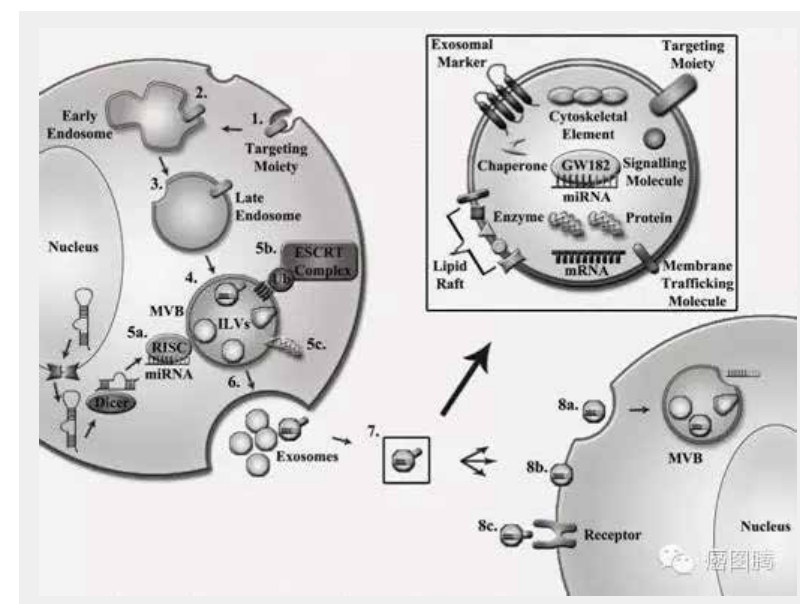 Exosomal
Marker
Targeting
Moiety
Cytoskeletal
Element
Chaperone
GW182
Signalling
Molecule
miRNA
Enzyme
Protein
Lipid
Raft
mRNA
Membrane
Trafficking
Molecule
Early
Endosome
2.
1.
Targeting
Moiety
3.
Late
Endosome
Nucleus
4.
5b.
ESCRT
Complex
Ub
MVB
ILVs
5a.
RISC
miRNA
5c.
Dicer
6.
Exosomes
7.
8a.
MVB
8b.
8c.
Receptor
Nucleus
癌图腾